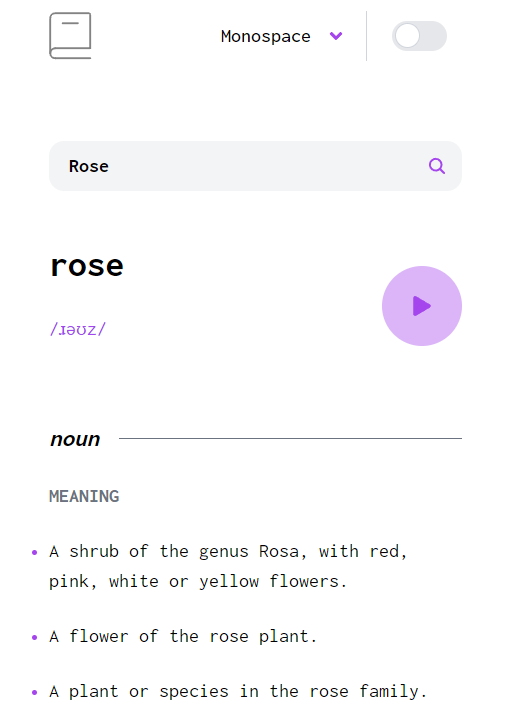 Monospace
Rose
rose
/ɹəʊz/
noun
MEANING
A shrub of the genus Rosa, with red,
pink, white or yellow flowers.
A flower of the rose plant.
A plant or species in the rose family.